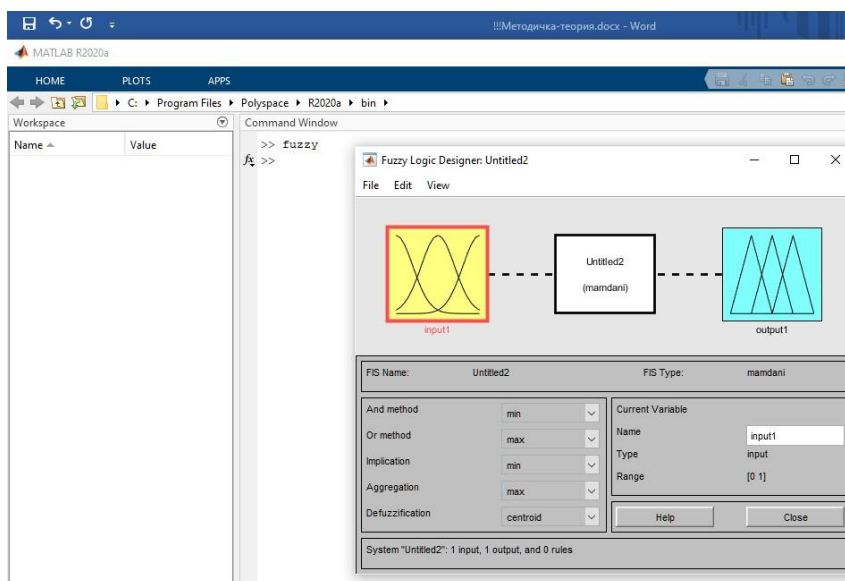 !!!Методичка-теория.docx - Word
MATLAB R2020a
HOME PLOTS APPS
C: Program Files Polyspace R2020a bin
Workspace
Command Window
Name Value
>> fuzzy
fx >>
Fuzzy Logic Designer: Untitled2
File Edit View
Untitled2
(mamdani)
input1
output1
FIS Name: Untitled2 FIS Type: mamdani
And method min
Or method max
Implication min
Aggregation max
Defuzzification centroid
Current Variable
Name input1
Type input
Range [0 1]
Help Close
System "Untitled2": 1 input, 1 output, and 0 rules